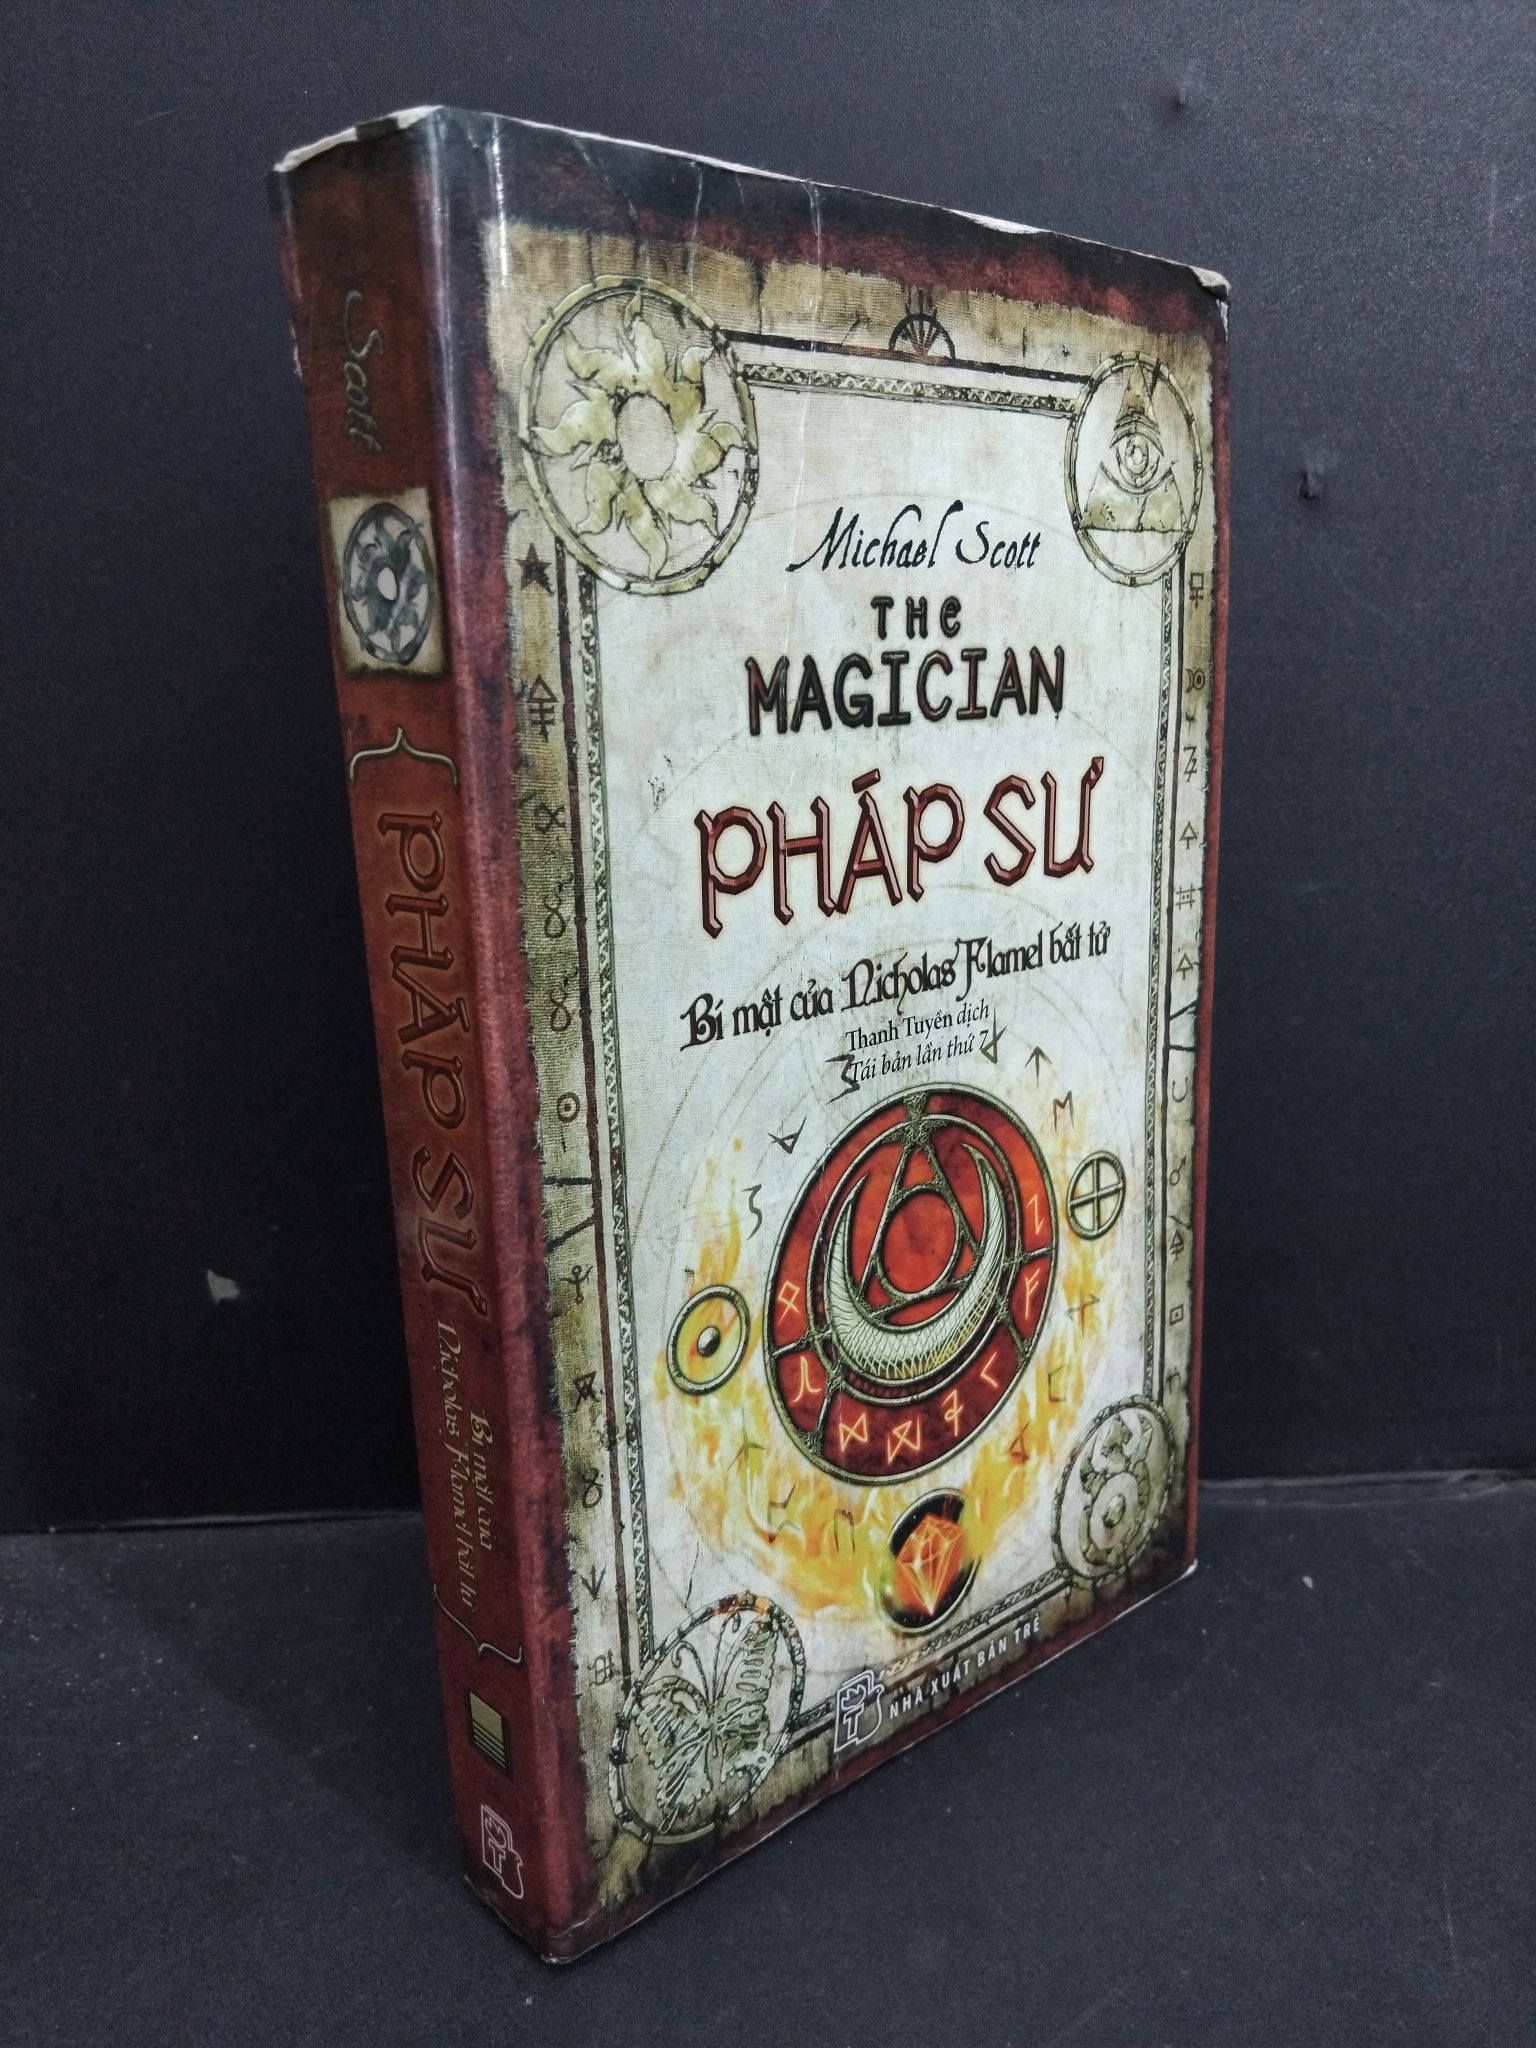 Scott
{ PHÁP SƯ
Bí mật của
Nicholas Flamel bất tử }
Michael Scott
THE
MAGICIAN
PHÁP SƯ
Bí mật của Nicholas Flamel bất tử
Thanh Tuyền dịch
Tái bản lần thứ 7
NHÀ XUẤT BẢN TRẺ